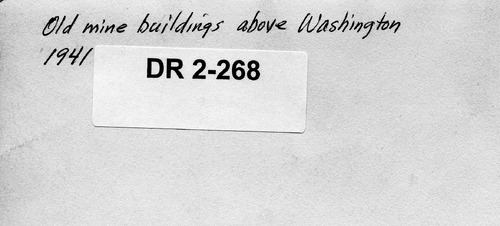 Old mine buildings above Washington
1941
DR 2-268